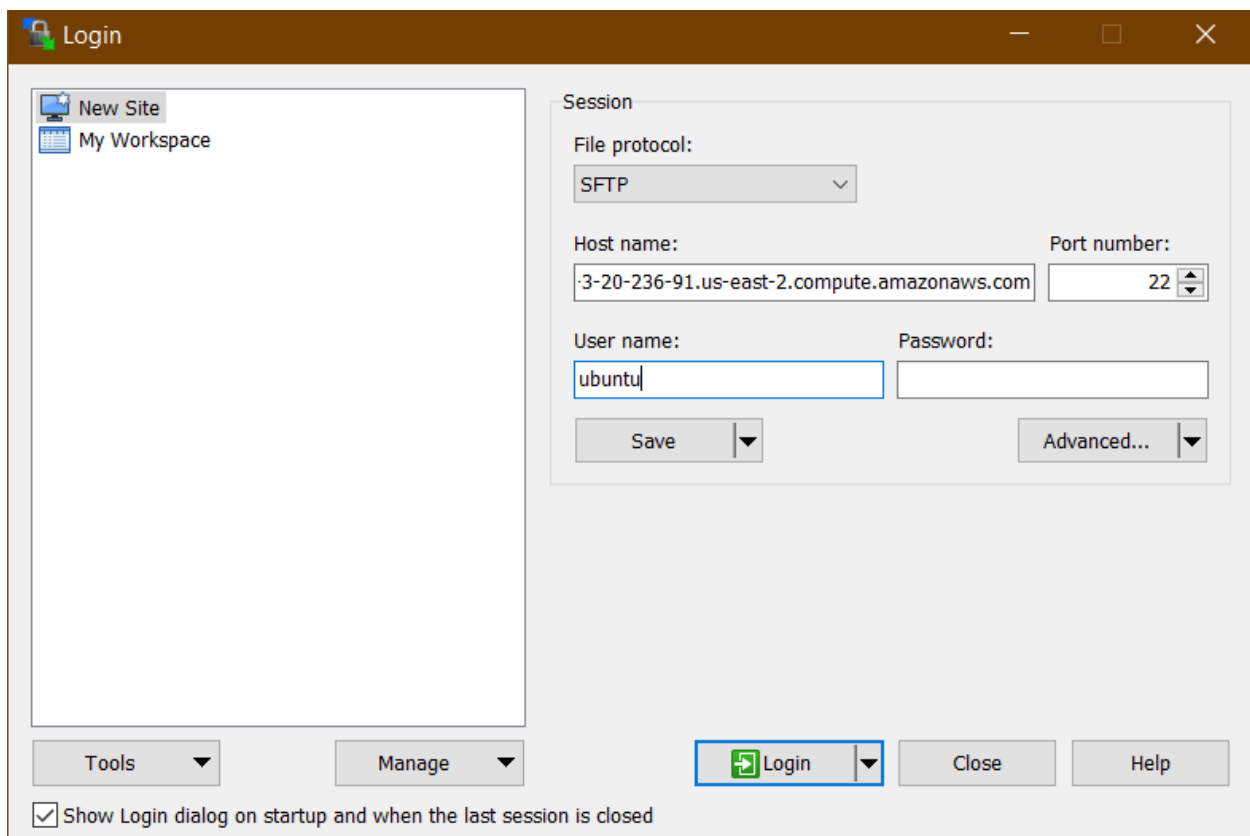 Login
New Site
My Workspace
Session
File protocol:
SFTP
Host name:
Port number:
-3-20-236-91.us-east-2.compute.amazonaws.com
22
User name:
Password:
ubuntu
Save
Advanced...
Tools
Manage
Login
Close
Help
Show Login dialog on startup and when the last session is closed